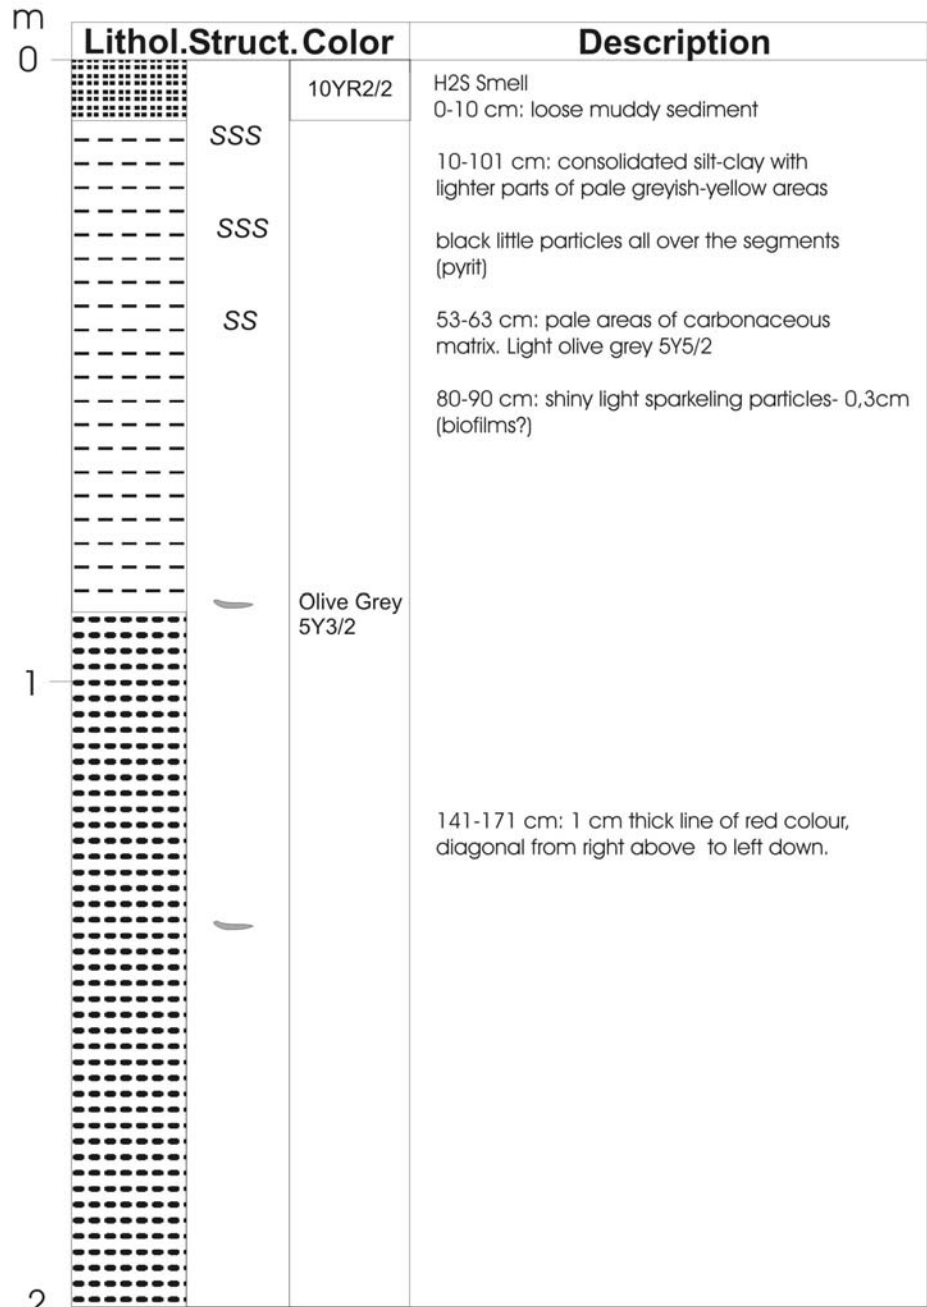 m
Lithol. Struct. Color Description
0
10YR2/2
H2S Smell
0-10 cm: loose muddy sediment
SSS
10-101 cm: consolidated silt-clay with
lighter parts of pale greyish-yellow areas
SSS
black little particles all over the segments
(pyrit)
SS
53-63 cm: pale areas of carbonaceous
matrix. Light olive grey 5Y5/2
80-90 cm: shiny light sparkeling particles- 0,3cm
(biofilms?)
Olive Grey
5Y3/2
1
141-171 cm: 1 cm thick line of red colour,
diagonal from right above to left down.
2